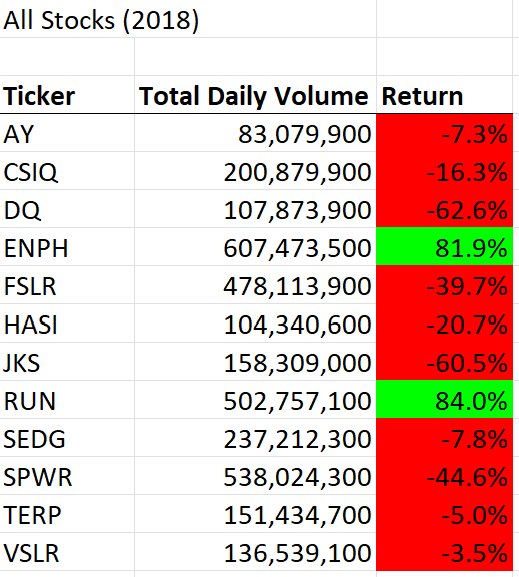 All Stocks (2018)
Ticker Total Daily Volume Return
AY 83,079,900 -7.3%
CSIQ 200,879,900 -16.3%
DQ 107,873,900 -62.6%
ENPH 607,473,500 81.9%
FSLR 478,113,900 -39.7%
HASI 104,340,600 -20.7%
JKS 158,309,000 -60.5%
RUN 502,757,100 84.0%
SEDG 237,212,300 -7.8%
SPWR 538,024,300 -44.6%
TERP 151,434,700 -5.0%
VSLR 136,539,100 -3.5%